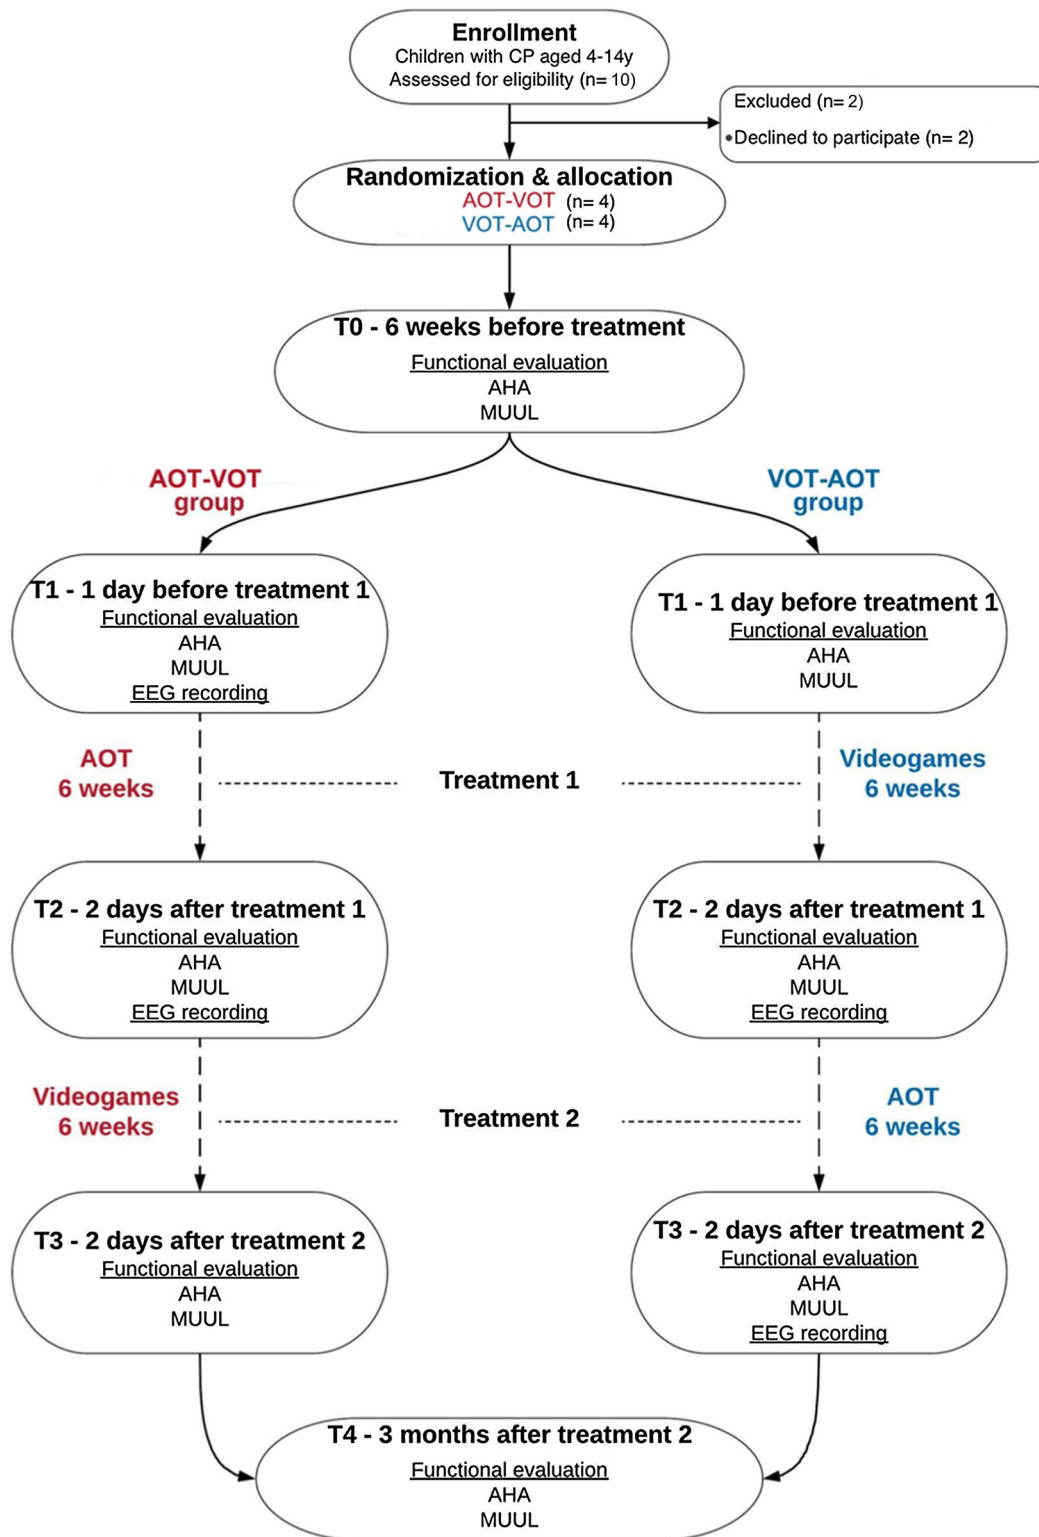 Enrollment
Children with CP aged 4-14y
Assessed for eligibility (n= 10)
Excluded (n= 2)
•Declined to participate (n= 2)
Randomization & allocation
AOT-VOT (n= 4)
VOT-AOT (n= 4)
T0 - 6 weeks before treatment
Functional evaluation
AHA
MUUL
AOT-VOT
group
VOT-AOT
group
T1 - 1 day before treatment 1
Functional evaluation
AHA
MUUL
EEG recording
T1 - 1 day before treatment 1
Functional evaluation
AHA
MUUL
AOT
6 weeks
Treatment 1
Videogames
6 weeks
T2 - 2 days after treatment 1
Functional evaluation
AHA
MUUL
EEG recording
T2 - 2 days after treatment 1
Functional evaluation
AHA
MUUL
EEG recording
Videogames
6 weeks
Treatment 2
AOT
6 weeks
T3 - 2 days after treatment 2
Functional evaluation
AHA
MUUL
T3 - 2 days after treatment 2
Functional evaluation
AHA
MUUL
EEG recording
T4 - 3 months after treatment 2
Functional evaluation
AHA
MUUL